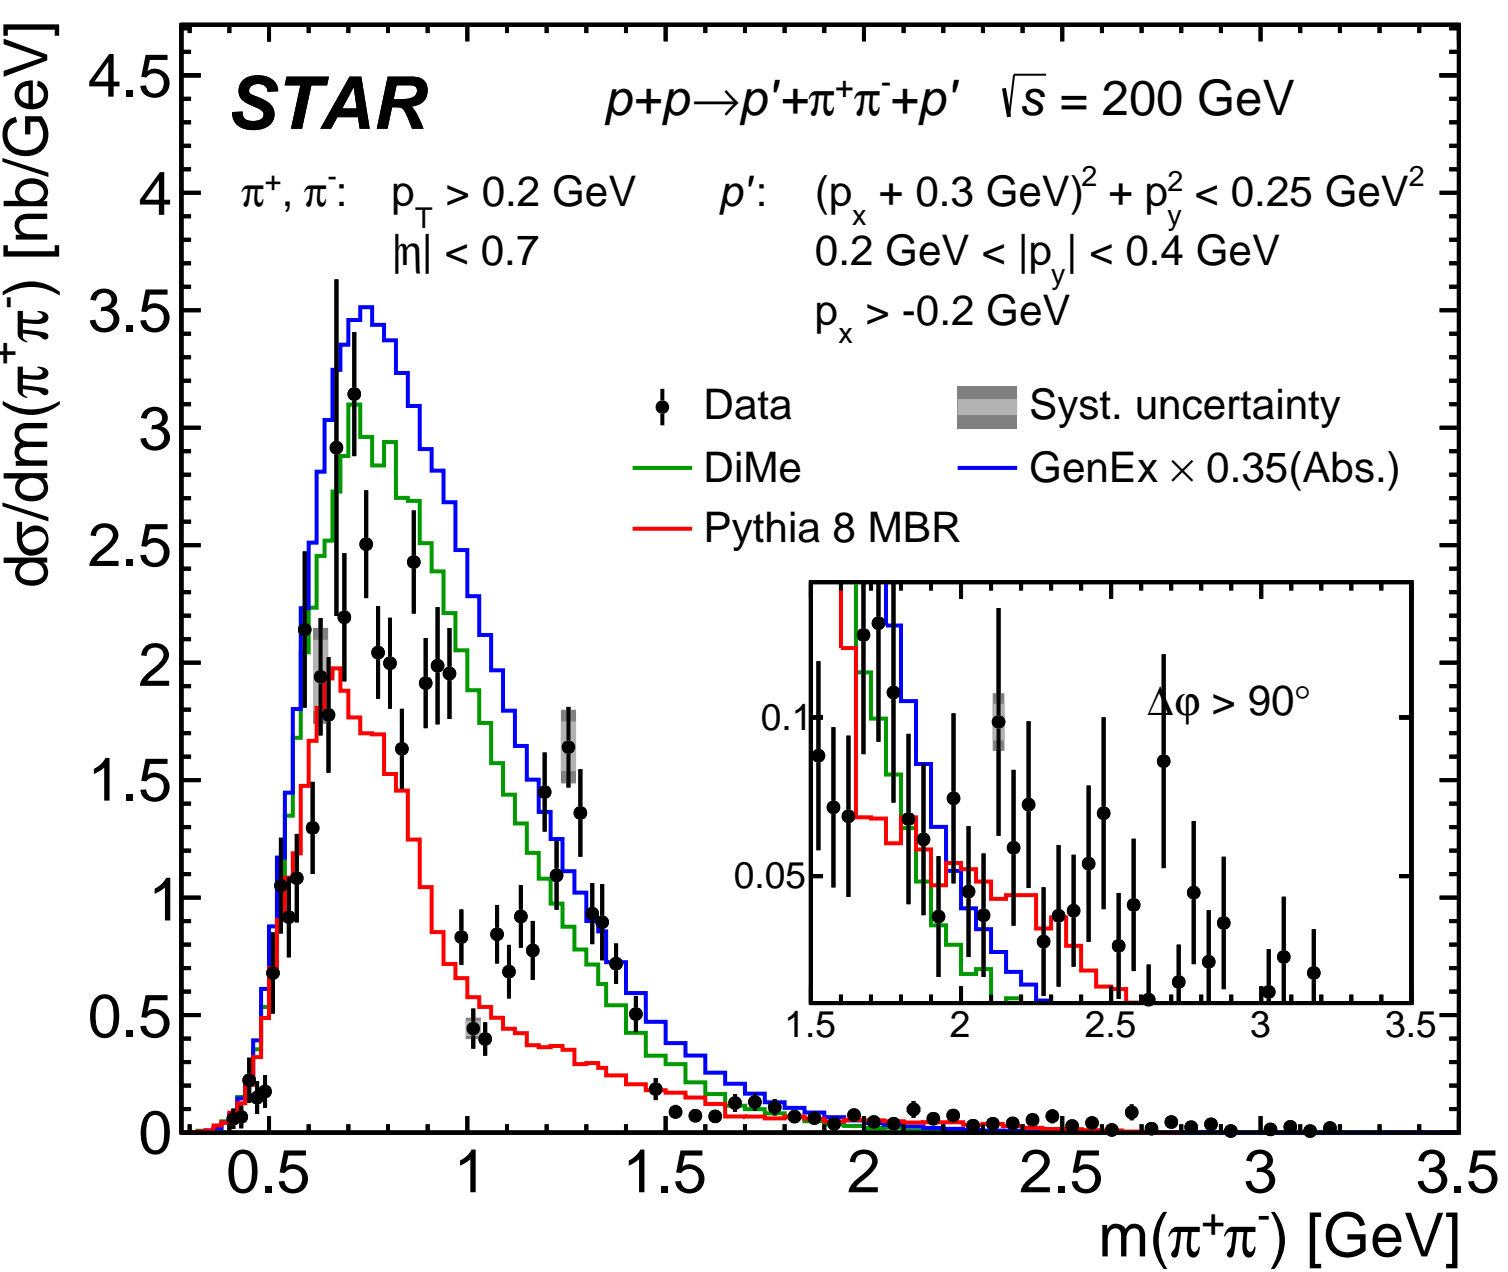 dσ/dm(π⁺π⁻) [nb/GeV]
4.5
4
3.5
3
2.5
2
1.5
1
0.5
0
STAR p+p→p′+π⁺π⁻+p′ √s = 200 GeV
π⁺, π⁻: p_T > 0.2 GeV p′: (p_x + 0.3 GeV)² + p_y² < 0.25 GeV²
|η| < 0.7 0.2 GeV < |p_y| < 0.4 GeV
p_x > -0.2 GeV
Data Syst. uncertainty
DiMe GenEx × 0.35(Abs.)
Pythia 8 MBR
Δφ > 90°
0.1
0.05
1.5 2 2.5 3 3.5
0.5 1 1.5 2 2.5 3 3.5
m(π⁺π⁻) [GeV]